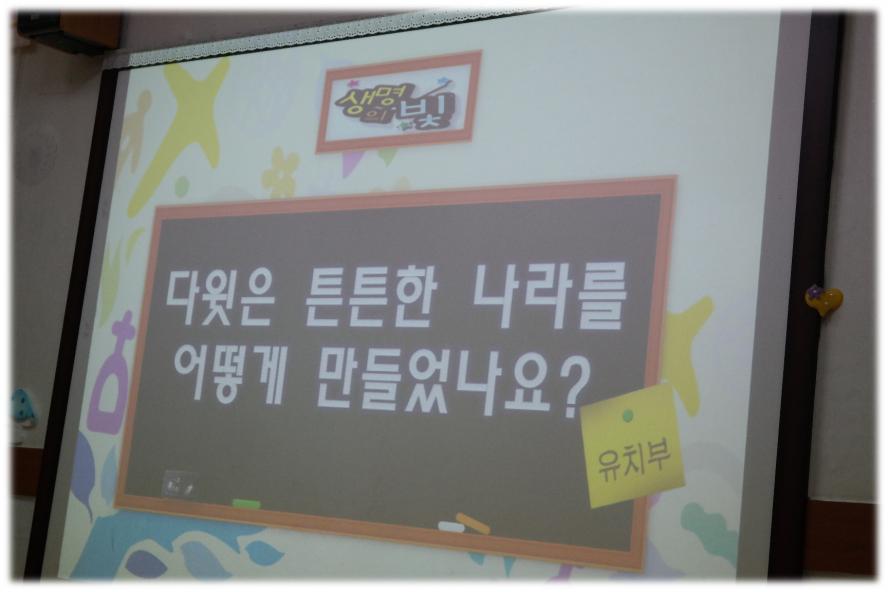 생명
의 빛
다윗은 튼튼한 나라를
어떻게 만들었나요?
유치부